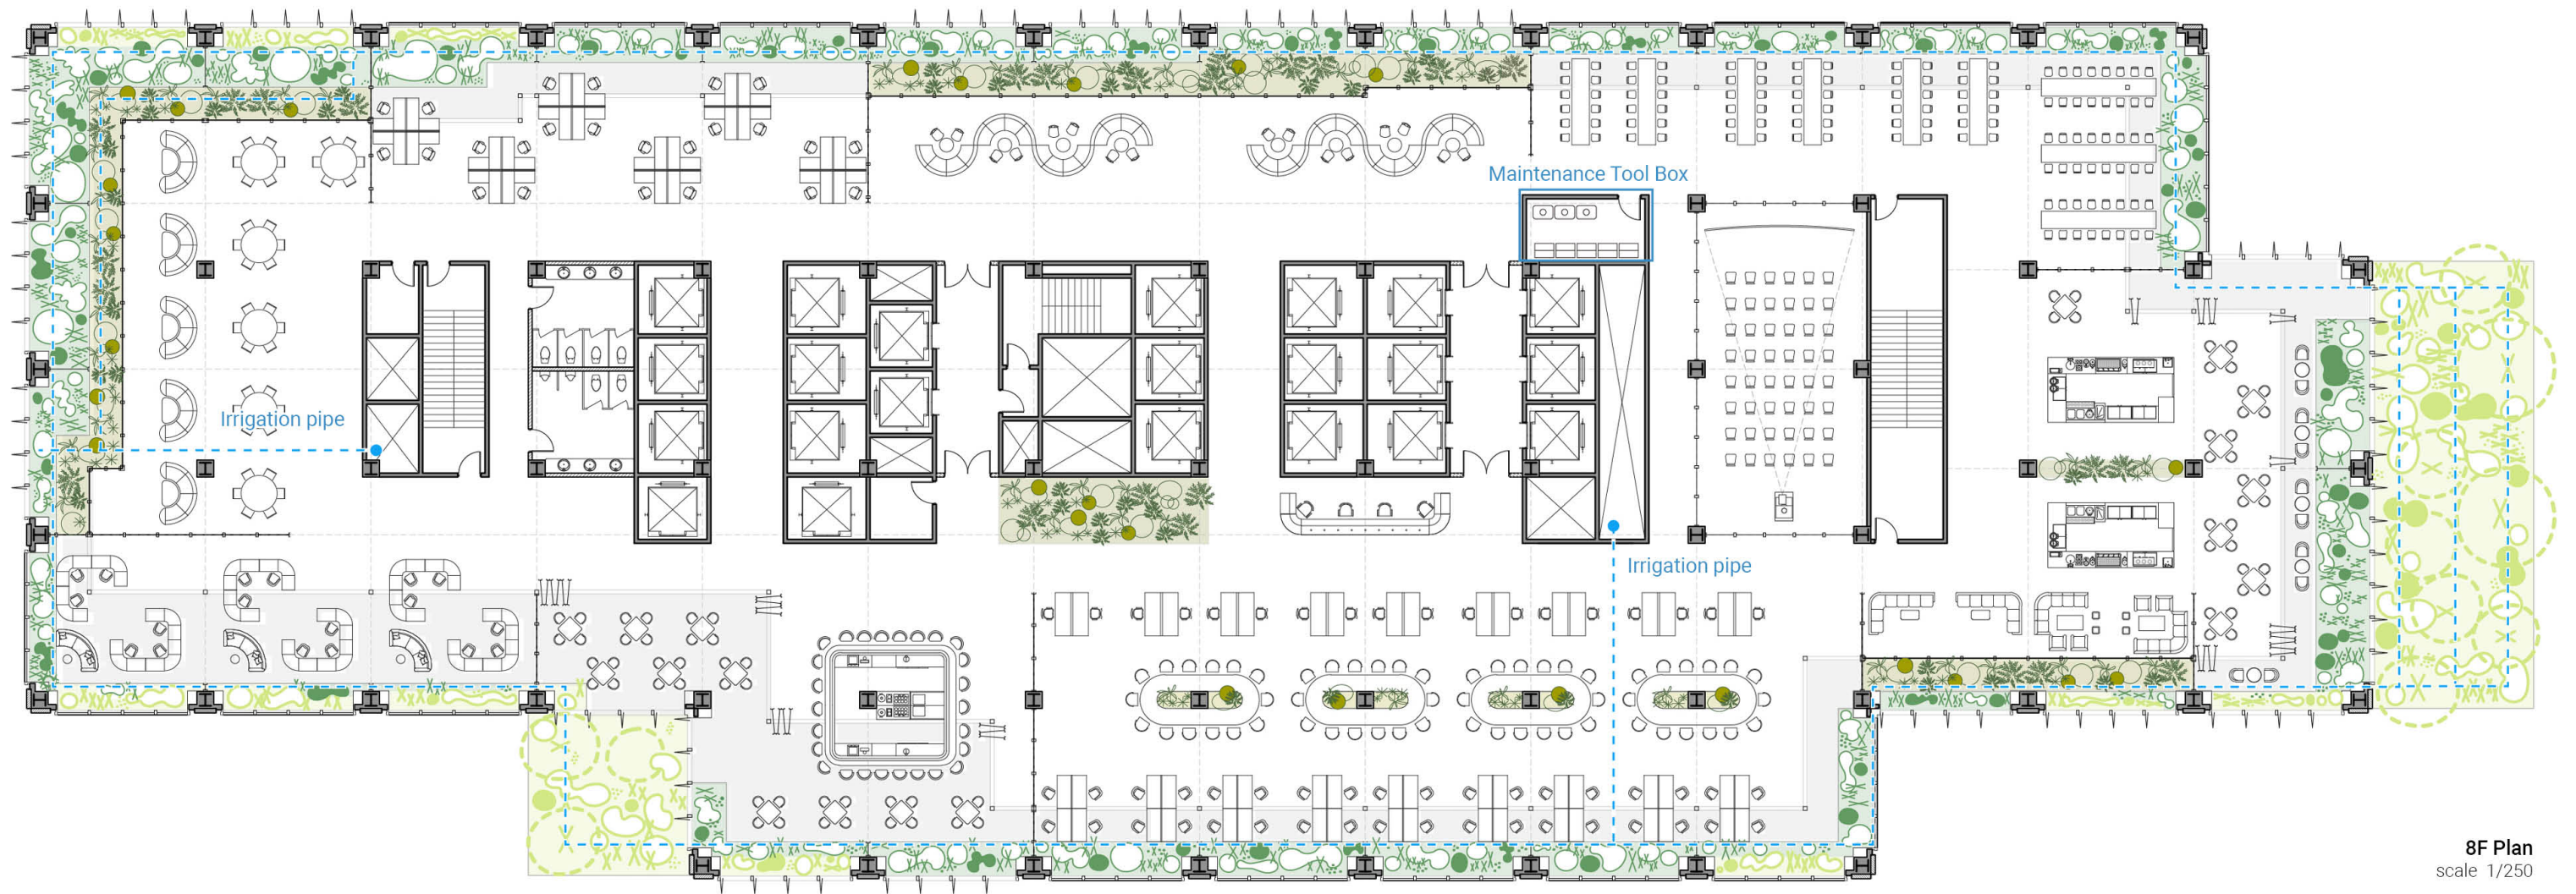 Maintenance Tool Box
Irrigation pipe
Irrigation pipe
8F Plan
scale 1/250